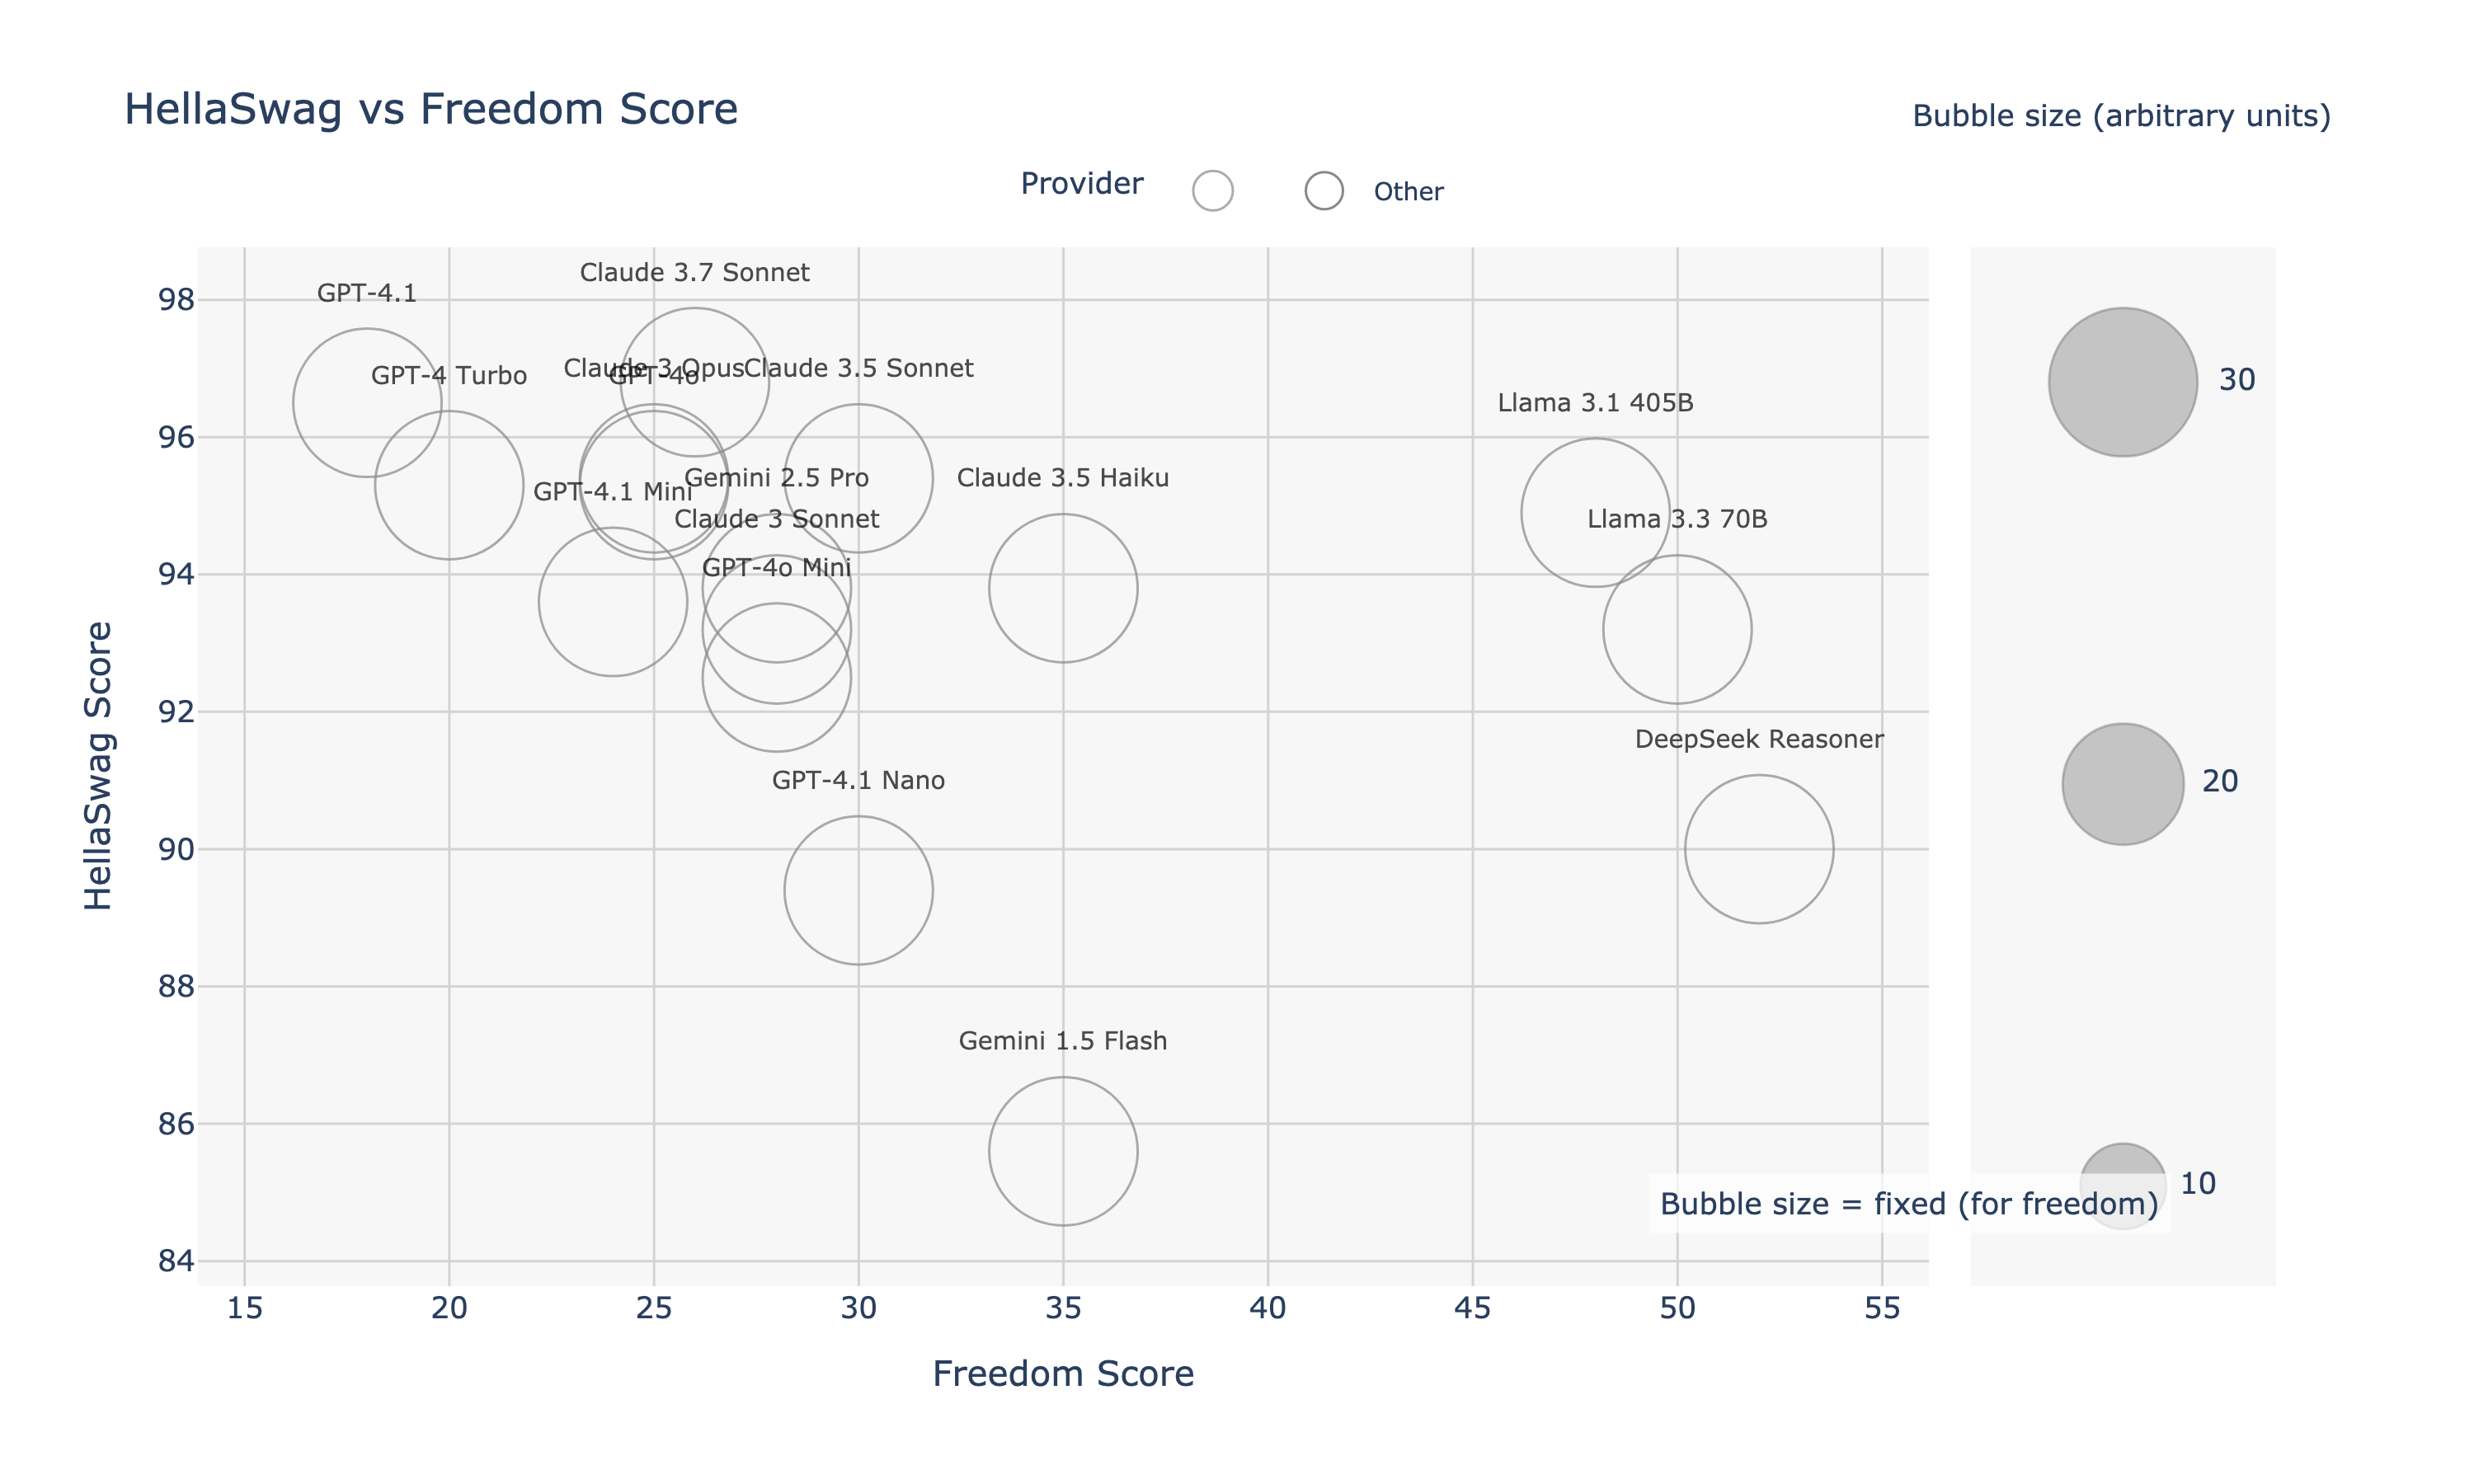 HellaSwag vs Freedom Score
Bubble size (arbitrary units)
Provider
Other
Claude 3.7 Sonnet
GPT-4.1
98
Claude 3 Opus
Claude 3.5 Sonnet
GPT-4 Turbo
GPT-4o
30
Llama 3.1 405B
96
Gemini 2.5 Pro
Claude 3.5 Haiku
GPT-4.1 Mini
Claude 3 Sonnet
Llama 3.3 70B
GPT-4o Mini
94
92
DeepSeek Reasoner
GPT-4.1 Nano
20
HellaSwag Score
90
88
Gemini 1.5 Flash
86
10
Bubble size = fixed (for freedom)
84
15 20 25 30 35 40 45 50 55
Freedom Score